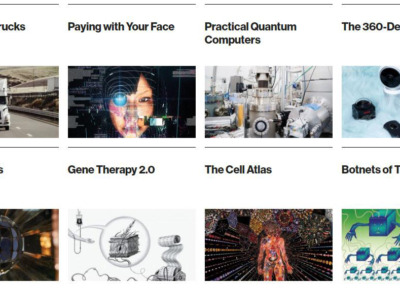 rucks
Paying with Your Face
Practical Quantum
Computers
The 360-De
s
Gene Therapy 2.0
The Cell Atlas
Botnets of T